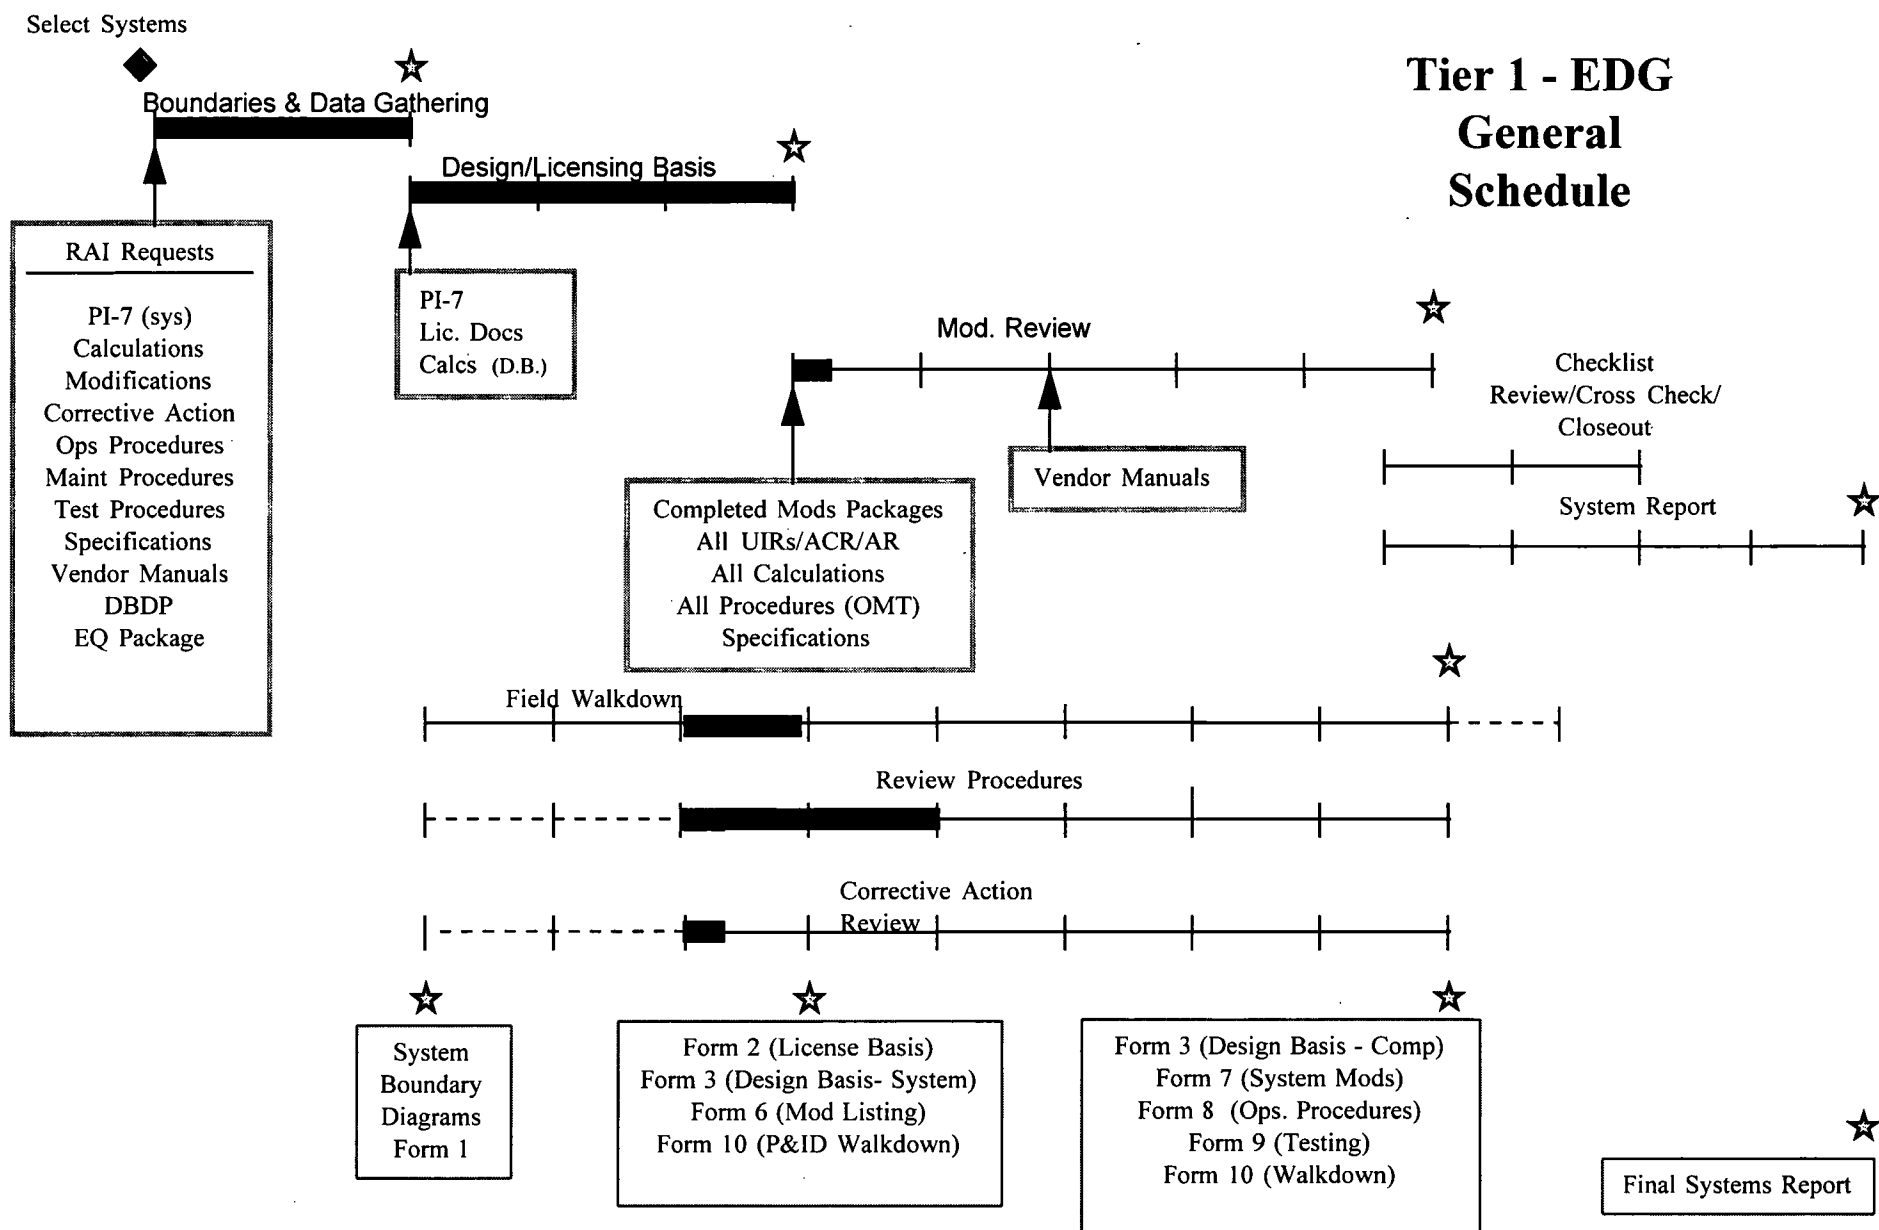 Select Systems
Tier 1 - EDG
General
Schedule
Boundaries & Data Gathering
Design/Licensing Basis
RAI Requests
PI-7 (sys)
Calculations
Modifications
Corrective Action
Ops Procedures
Maint Procedures
Test Procedures
Specifications
Vendor Manuals
DBDP
EQ Package
PI-7
Lic. Docs
Calcs (D.B.)
Mod. Review
Vendor Manuals
Completed Mods Packages
All UIRs/ACR/AR
All Calculations
All Procedures (OMT)
Specifications
Checklist
Review/Cross Check/
Closeout
System Report
Field Walkdown
Review Procedures
Corrective Action
Review
System
Boundary
Diagrams
Form 1
Form 2 (License Basis)
Form 3 (Design Basis- System)
Form 6 (Mod Listing)
Form 10 (P&ID Walkdown)
Form 3 (Design Basis - Comp)
Form 7 (System Mods)
Form 8 (Ops. Procedures)
Form 9 (Testing)
Form 10 (Walkdown)
Final Systems Report